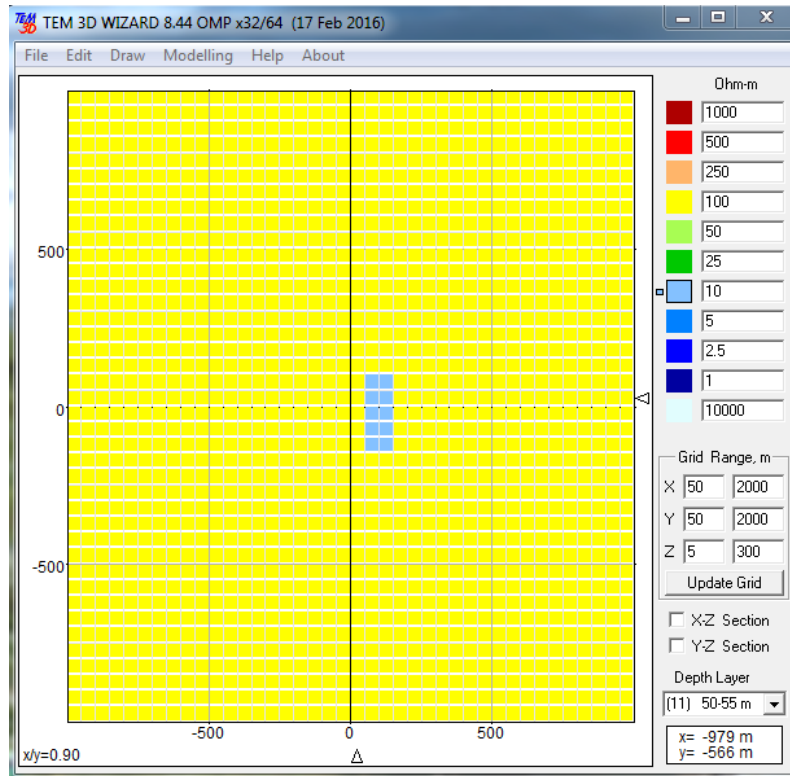 TEM 3D TEM 3D WIZARD 8.44 OMP x32/64 (17 Feb 2016)
File Edit Draw Modelling Help About
Ohm-m
1000
500
250
100
50
25
10
5
2.5
1
10000
500
0
-500
-500 0 500
x/y=0.90
Grid Range, m
X 50 2000
Y 50 2000
Z 5 300
Update Grid
X-Z Section
Y-Z Section
Depth Layer
(11) 50-55 m
x= -979 m
y= -566 m